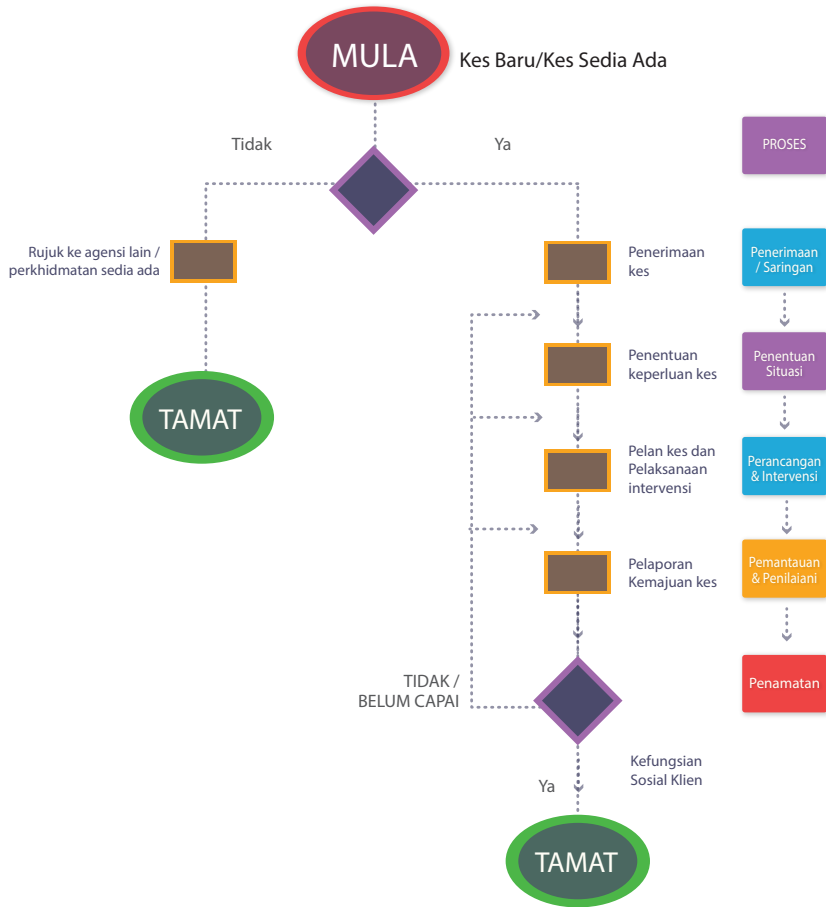 MULA
Kes Baru/Kes Sedia Ada
Tidak
Ya
Rujuk ke agensi lain /
perkhidmatan sedia ada
TAMAT
Penerimaan
kes
Penentuan
keperluan kes
Pelan kes dan
Pelaksanaan
intervensi
Pelaporan
Kemajuan kes
TIDAK /
BELUM CAPAI
Kefungsian
Sosial Klien
Ya
TAMAT
PROSES
Penerimaan
/ Saringan
Penentuan
Situasi
Perancangan
& Intervensi
Pemantauan
& Penilaiani
Penamatan